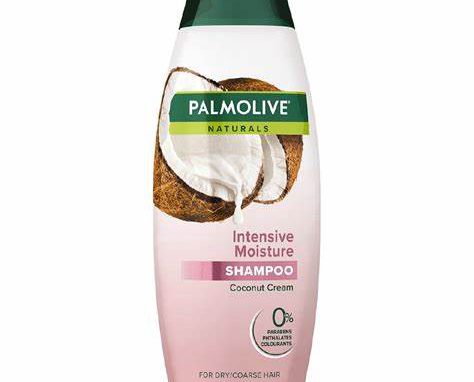 PALMOLIVE
NATURALS
Intensive
Moisture
SHAMPOO
Coconut Cream
0%
PARABENS
PHTHALATES
COLOURANTS
FOR DRY/COARSE HAIR